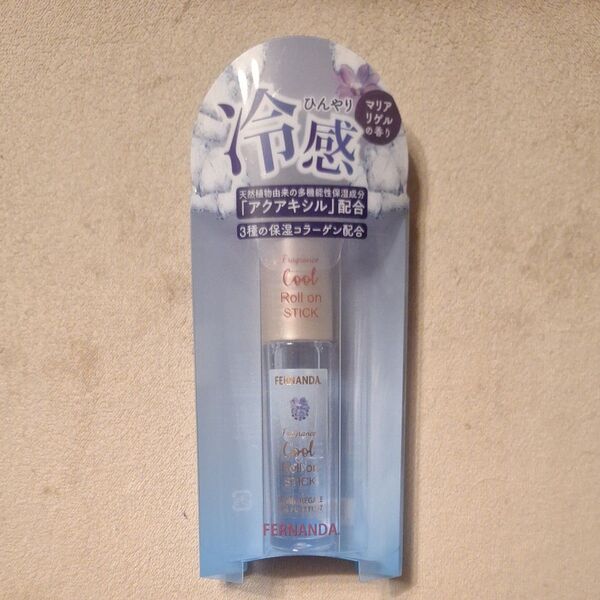 ひんやり
冷感
マリア
リゲル
の香り
天然植物由来の多機能性保湿成分
「アクアキシル」配合
3種の保湿コラーゲン配合
Fragrance
Cool
Roll on
STICK
FERNANDA
Fragrance
Cool
Roll on
STICK
FERNANDA